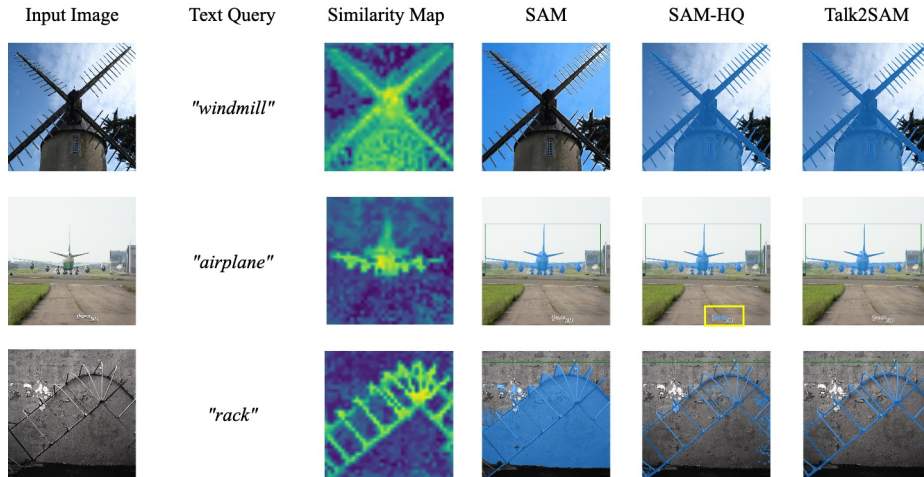 Input Image Text Query Similarity Map SAM SAM-HQ Talk2SAM
"windmill"
"airplane"
"rack"